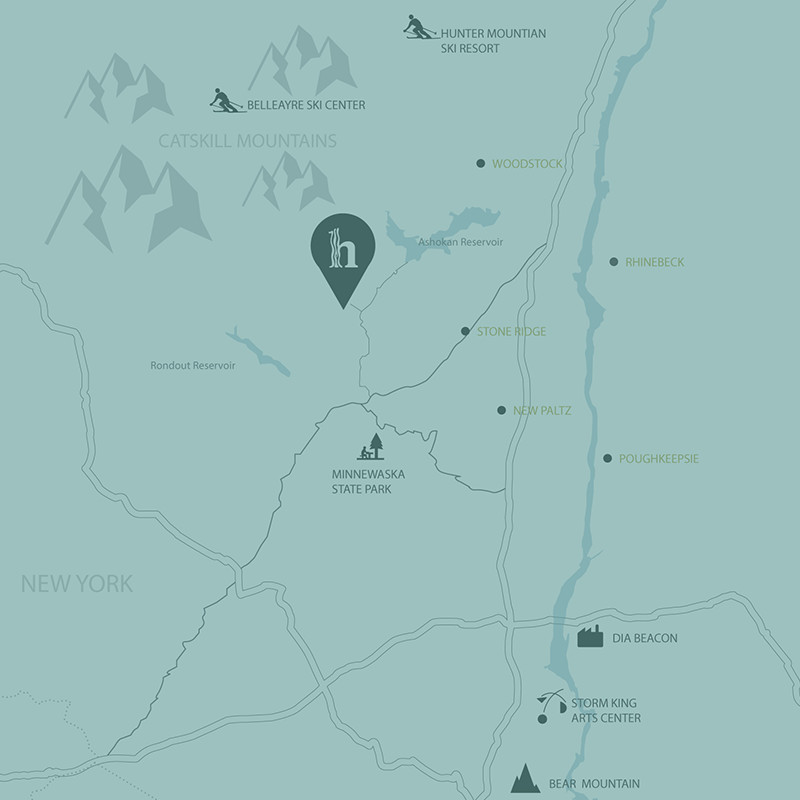 HUNTER MOUNTIAN
SKI RESORT
BELLEAYRE SKI CENTER
CATSKILL MOUNTAINS
WOODSTOCK
h
Ashokan Reservoir
RHINEBECK
STONE RIDGE
Rondout Reservoir
NEW PALTZ
POUGHKEEPSIE
MINNEWASKA
STATE PARK
NEW YORK
DIA BEACON
STORM KING
ARTS CENTER
BEAR MOUNTAIN